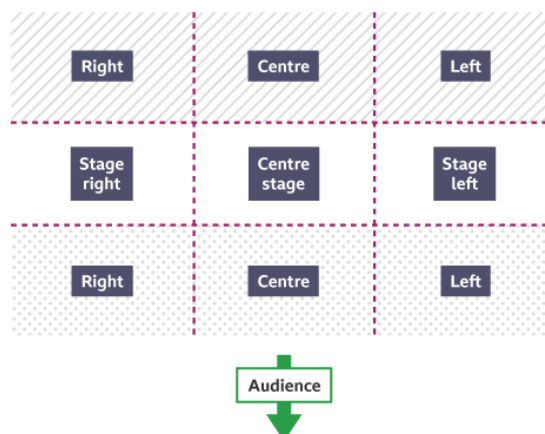 Right
Centre
Left
Stage
right
Centre
stage
Stage
left
Right
Centre
Left
Audience